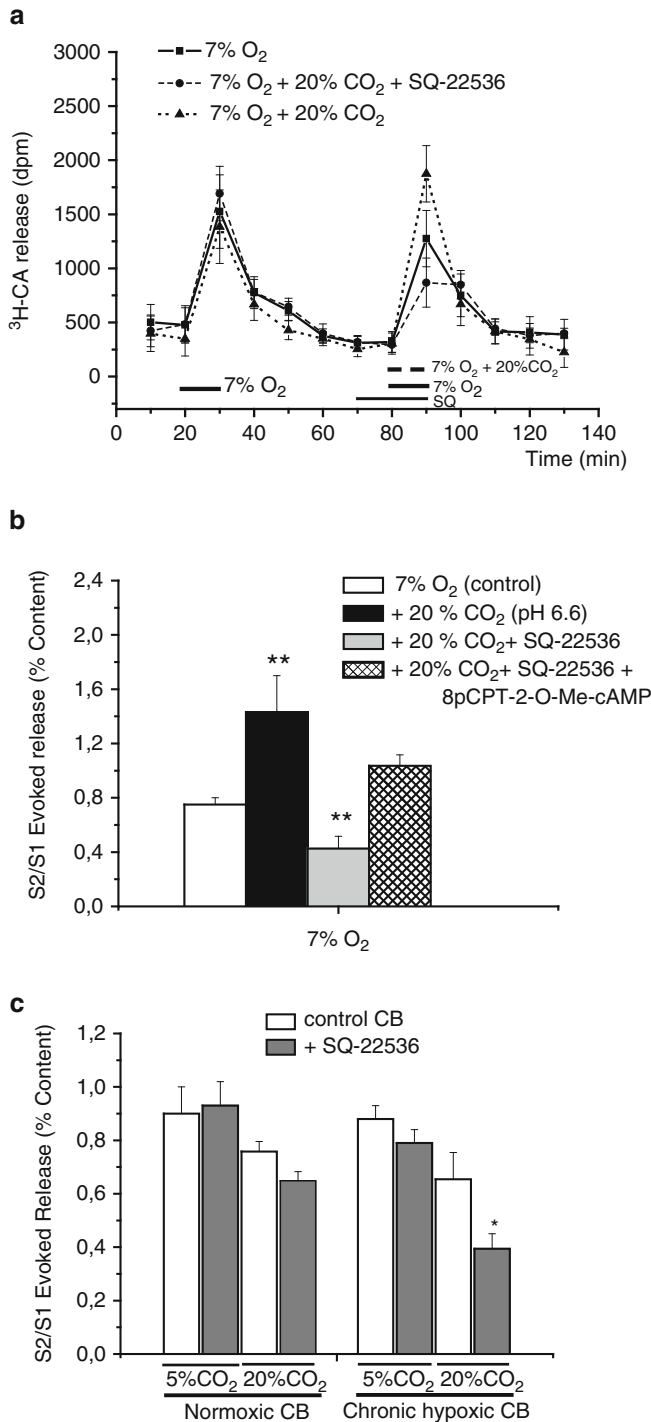 a
3000
2500
2000
1500
1000
500
0
³H-CA release (dpm)
7% O₂
7% O₂ + 20% CO₂ + SQ-22536
7% O₂ + 20% CO₂
7% O₂
7% O₂ + 20%CO₂
7% O₂
SQ
0 20 40 60 80 100 120 140
Time (min)
b
2,4
2,0
1,6
1,2
0,8
0,4
0,0
S2/S1 Evoked release (% Content)
7% O₂ (control)
+ 20 % CO₂ (pH 6.6)
+ 20 % CO₂+ SQ-22536
+ 20% CO₂+ SQ-22536 +
8pCPT-2-O-Me-cAMP
**
**
7% O₂
c
1,2
1,0
0,8
0,6
0,4
0,2
0,0
S2/S1 Evoked Release (% Content)
control CB
+ SQ-22536
*
5%CO₂ 20%CO₂ 5%CO₂ 20%CO₂
Normoxic CB Chronic hypoxic CB